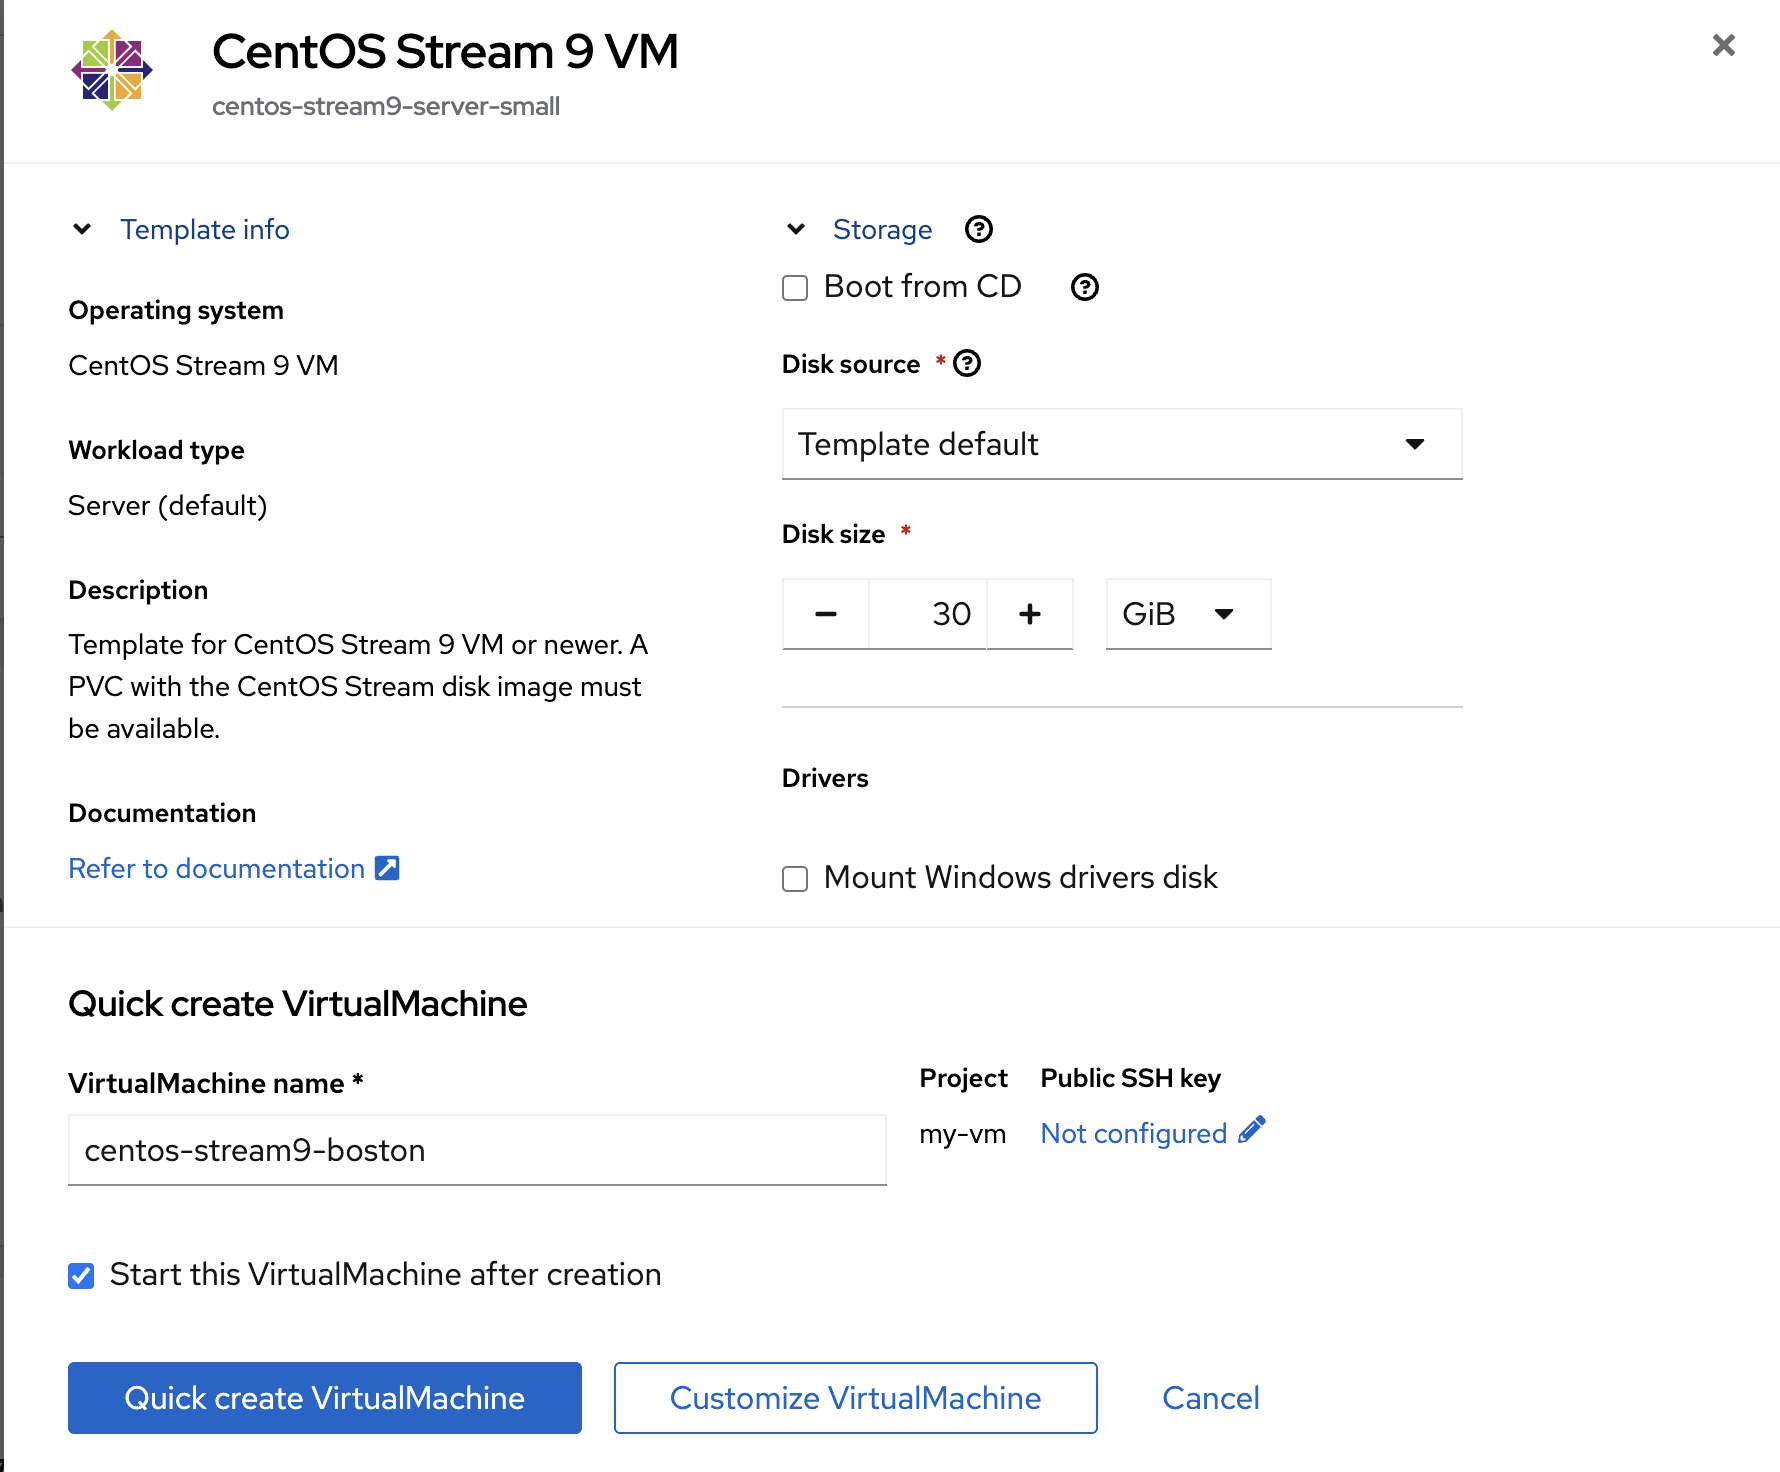 CentOS Stream 9 VM
centos-stream9-server-small
Template info
Operating system
CentOS Stream 9 VM
Workload type
Server (default)
Description
Template for CentOS Stream 9 VM or newer. A
PVC with the CentOS Stream disk image must
be available.
Documentation
Refer to documentation
Storage
Boot from CD
Disk source *
Template default
Disk size *
30 GiB
Drivers
Mount Windows drivers disk
Quick create VirtualMachine
VirtualMachine name *
centos-stream9-boston
Project
my-vm
Public SSH key
Not configured
Start this VirtualMachine after creation
Quick create VirtualMachine
Customize VirtualMachine
Cancel